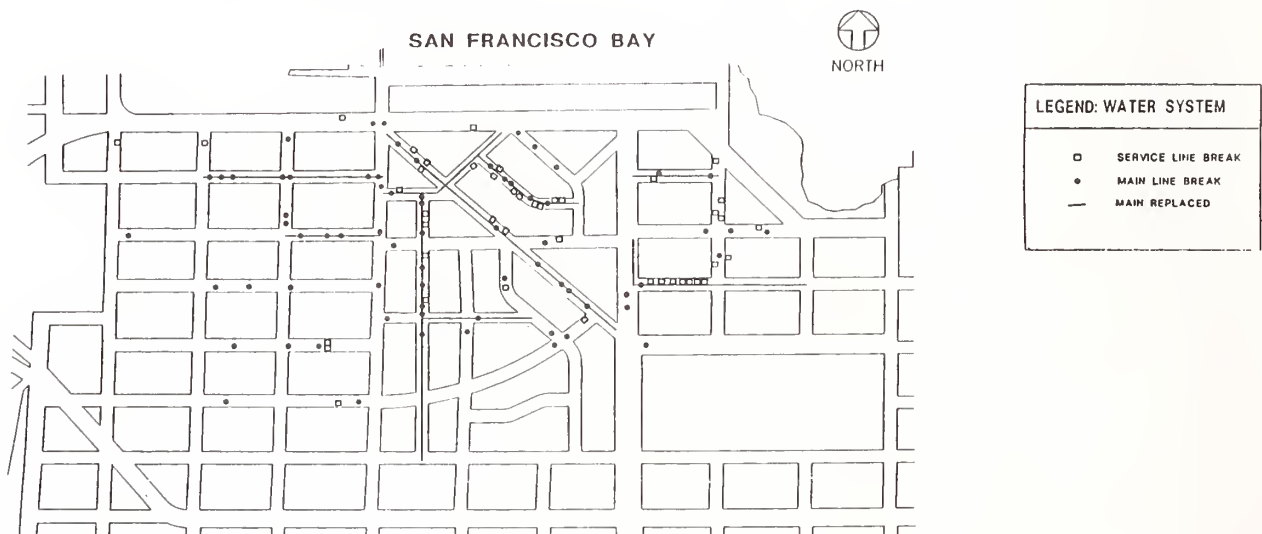 SAN FRANCISCO BAY
NORTH
LEGEND: WATER SYSTEM
SERVICE LINE BREAK
MAIN LINE BREAK
MAIN REPLACED